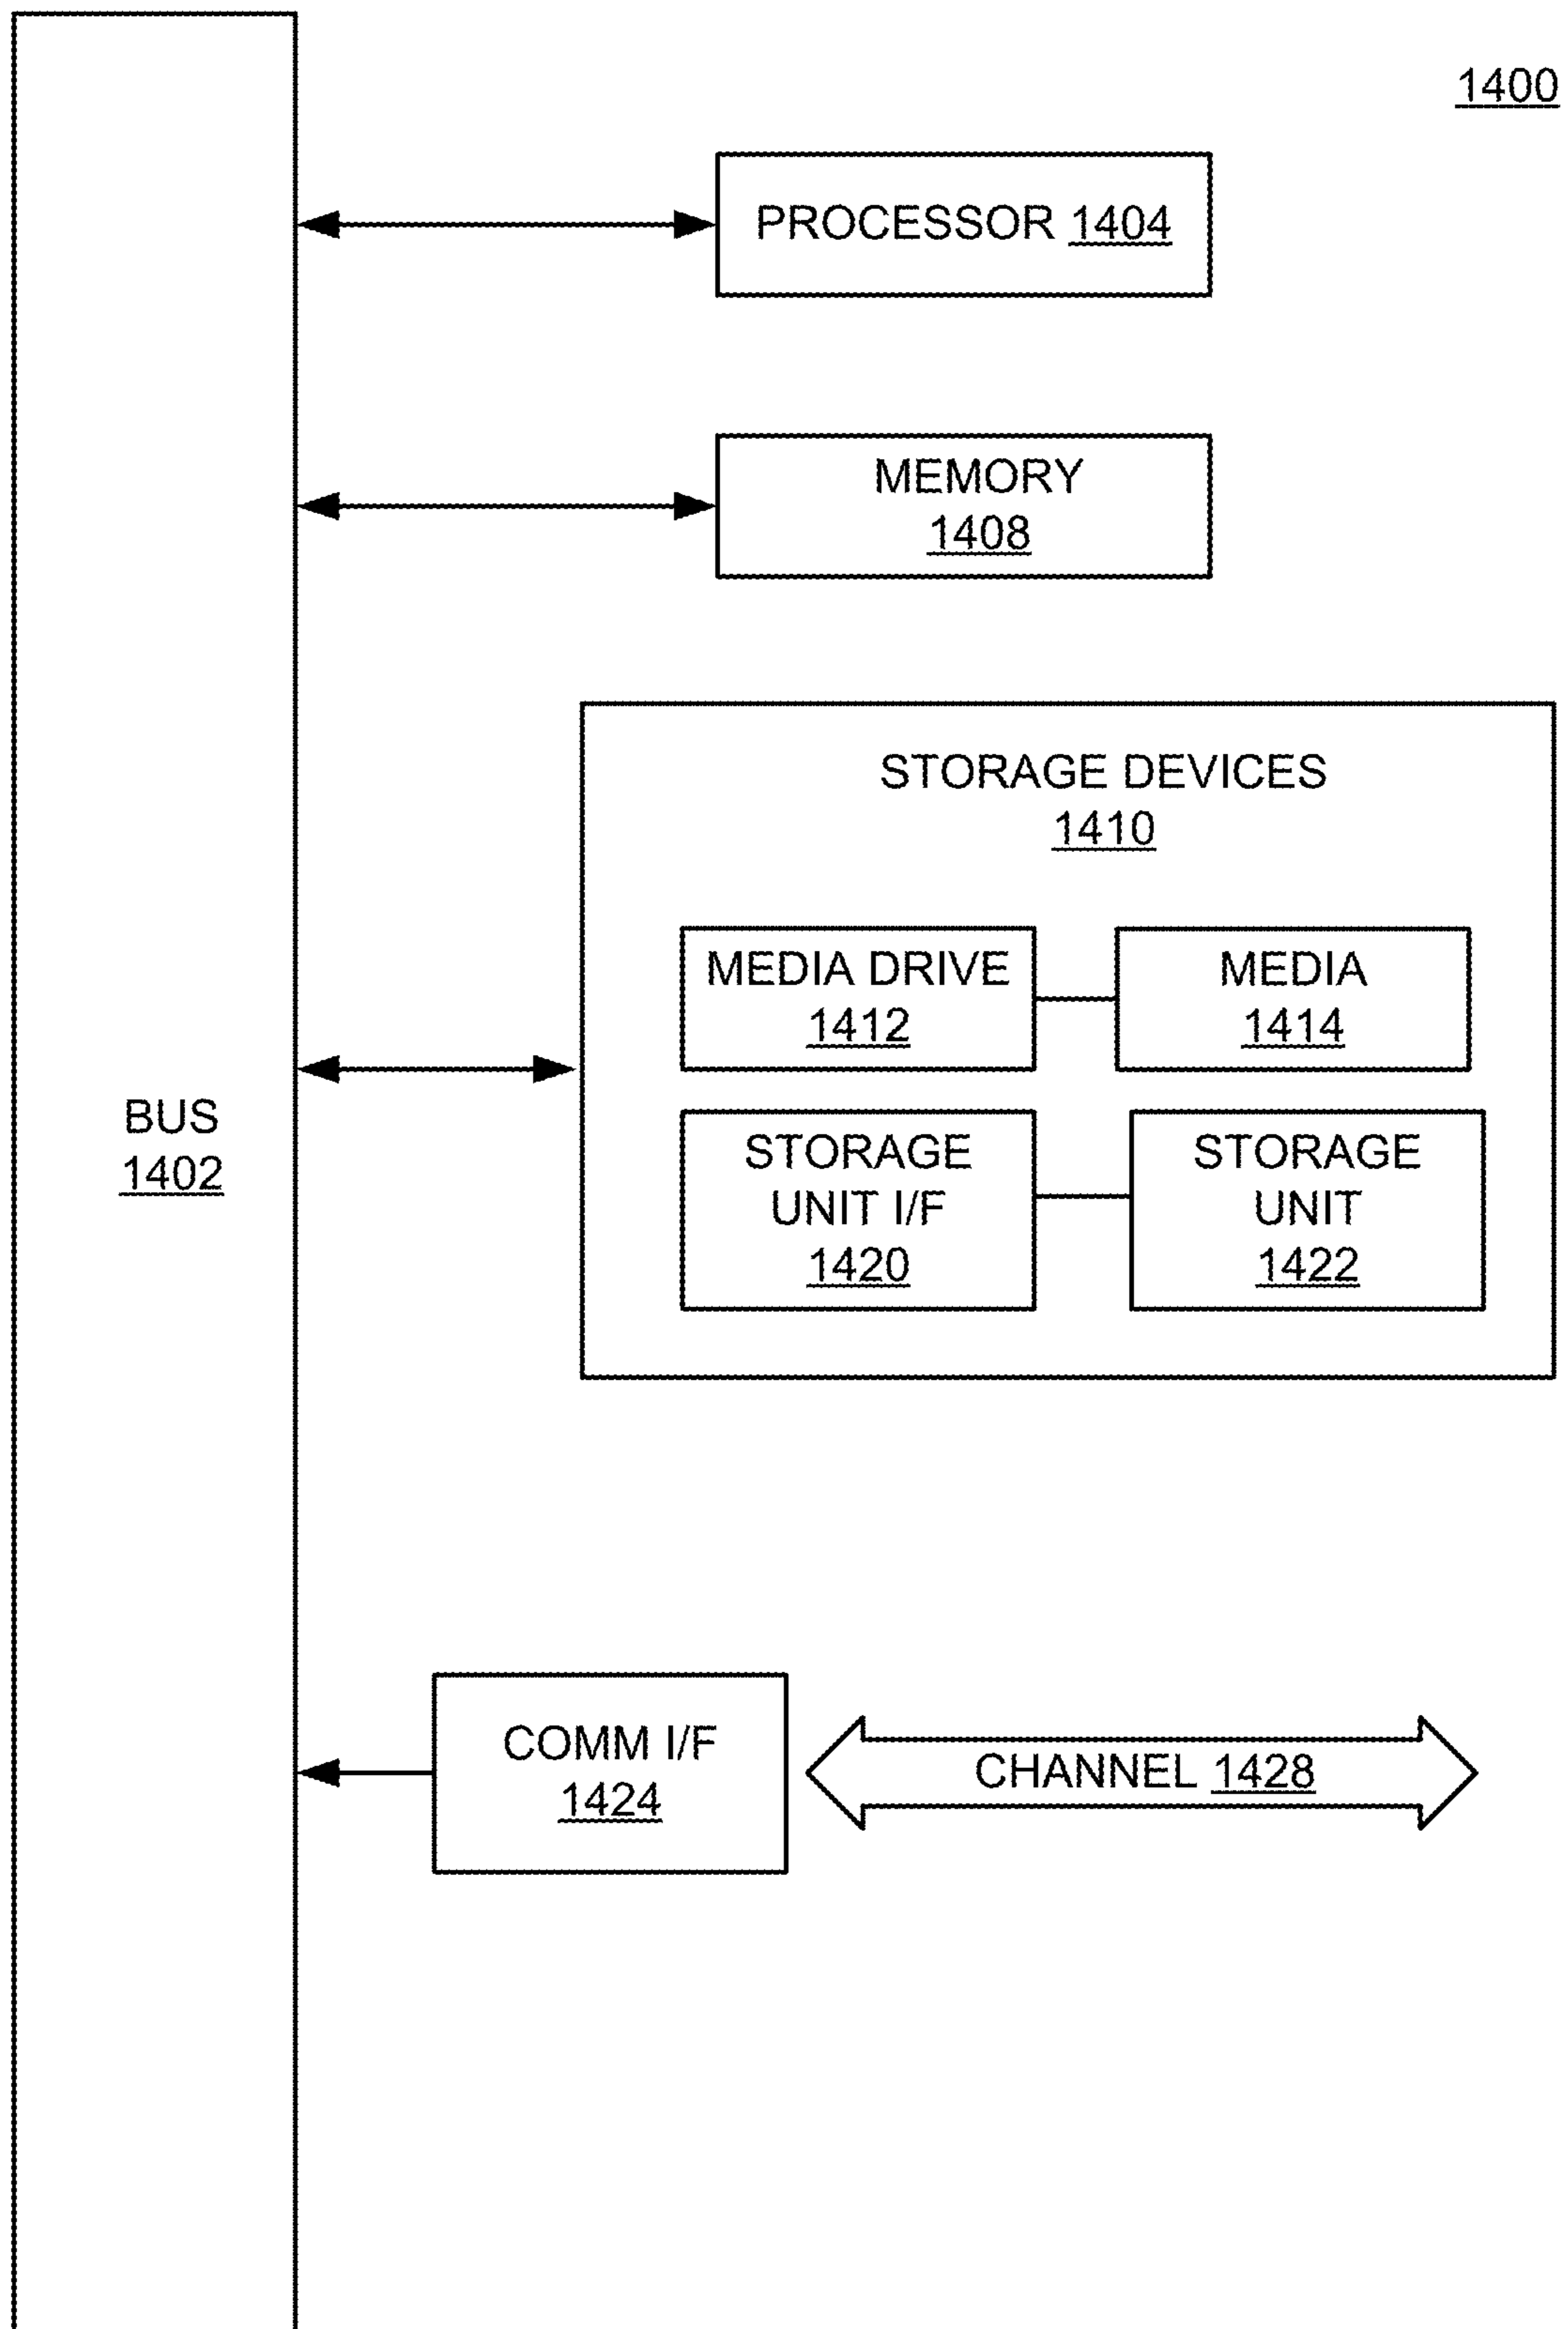 1400
PROCESSOR 1404
MEMORY
1408
STORAGE DEVICES
1410
MEDIA DRIVE
1412
MEDIA
1414
BUS
1402
STORAGE
UNIT I/F
1420
STORAGE
UNIT
1422
COMM I/F
1424
CHANNEL 1428